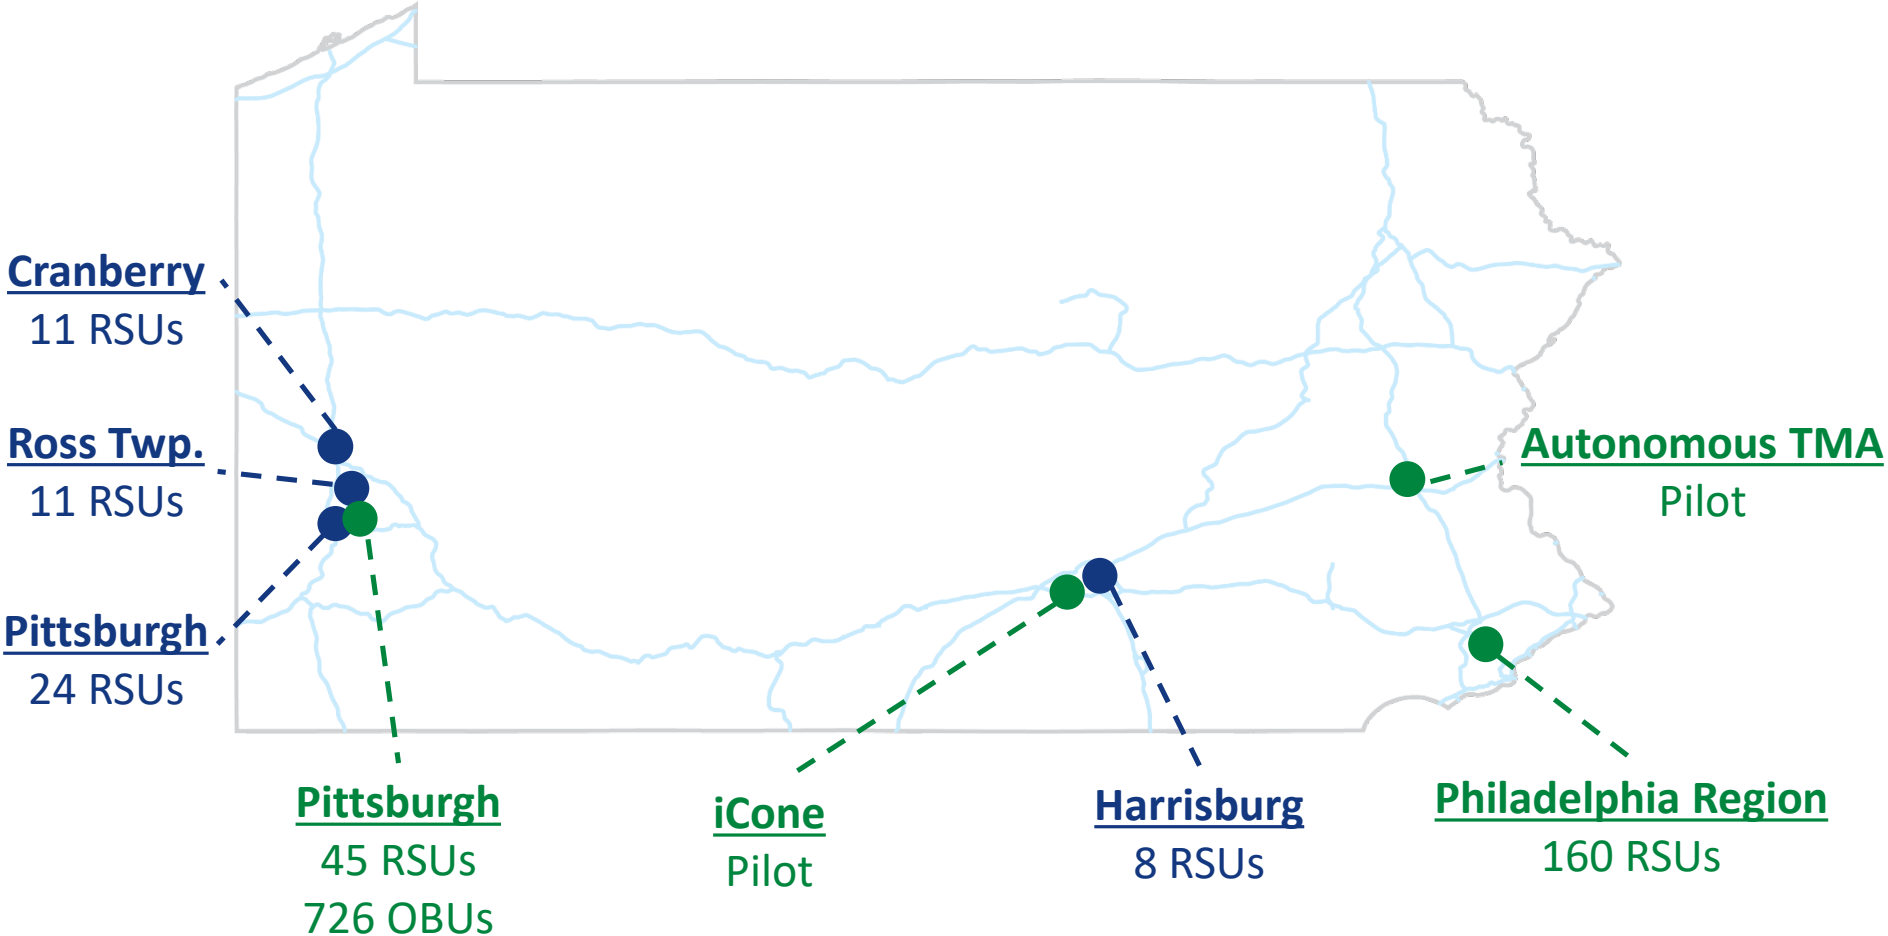 Cranberry
11 RSUs
Ross Twp.
11 RSUs
Pittsburgh
24 RSUs
Autonomous TMA
Pilot
Pittsburgh
45 RSUs
726 OBUs
iCone
Pilot
Harrisburg
8 RSUs
Philadelphia Region
160 RSUs